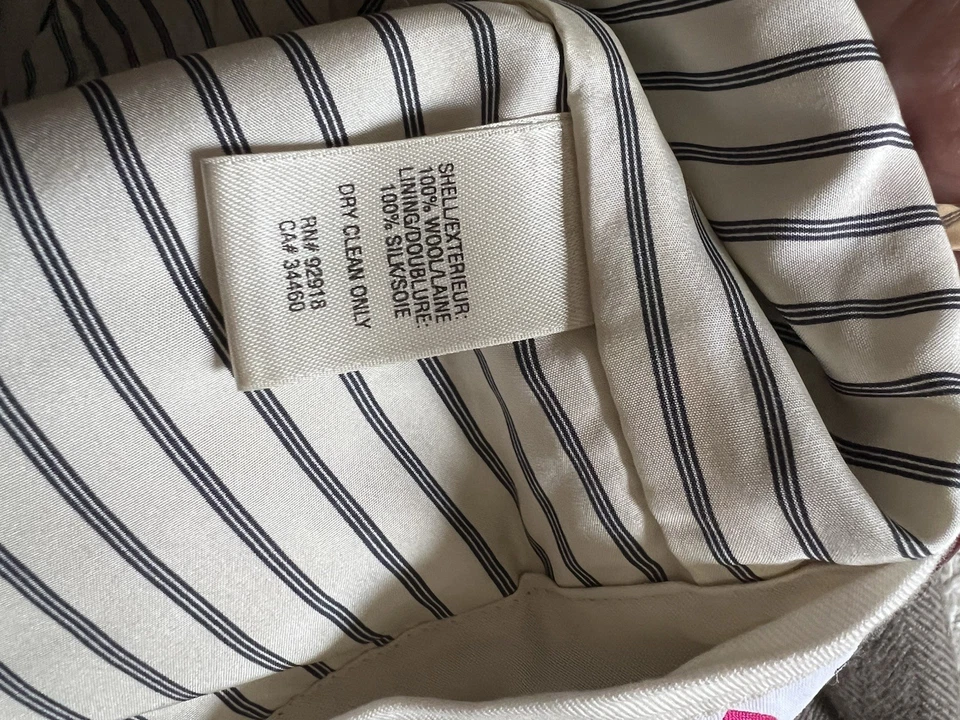 SHELL/EXTERIEUR:
100% WOOL/LAINE
LINING/DOUBLURE:
100% SILK/SOIE
DRY CLEAN ONLY
RN# 92918
CA# 34460